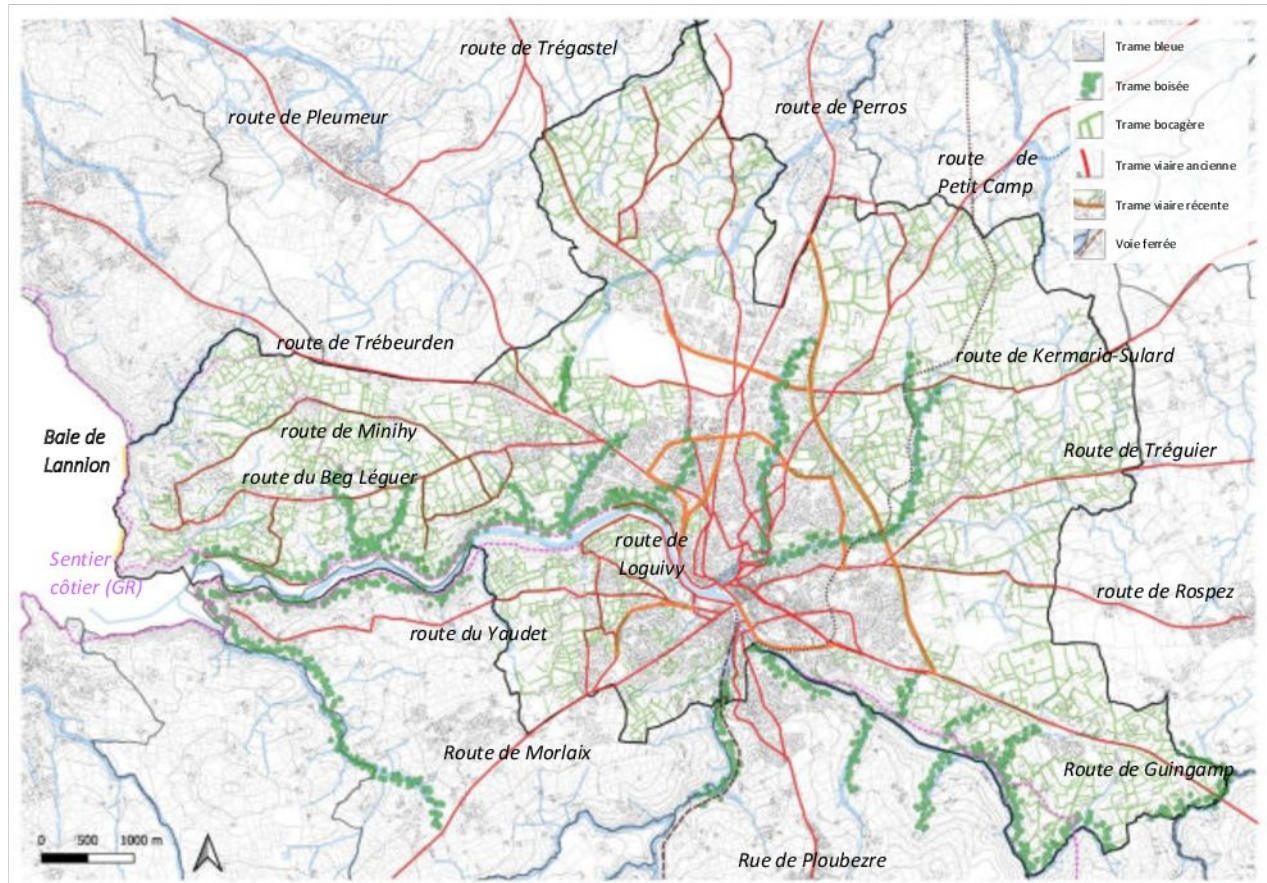 route de Trégastel
route de Pleumeur
route de Perros
route de
Petit Camp
Trame bleue
Trame boisée
Trame bocagère
Trame viaire ancienne
Trame viaire récente
Voie ferrée
route de Trébeurden
route de Kermaria-Sulard
route de Minihy
Baie de
Lannion
route du Beg Léguer
Route de Tréguier
Sentier
côtier (GR)
route de
Loguivy
route de Rospez
route du Yaudet
Route de Morlaix
Route de Guingamp
0 500 1000 m
Rue de Ploubezre